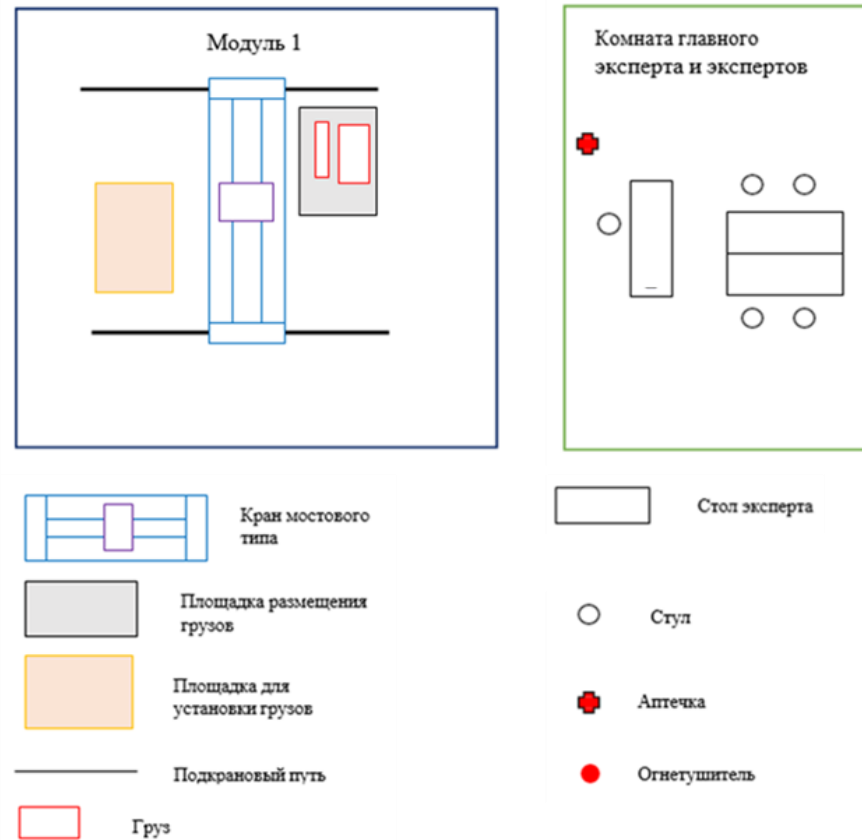 Модуль 1
Комната главного
эксперта и экспертов
Кран мостового
типа
Стол эксперта
Площадка размещения
грузов
Стул
Площадка для
установки грузов
Аптечка
Подкрановый путь
Огнетушитель
Груз